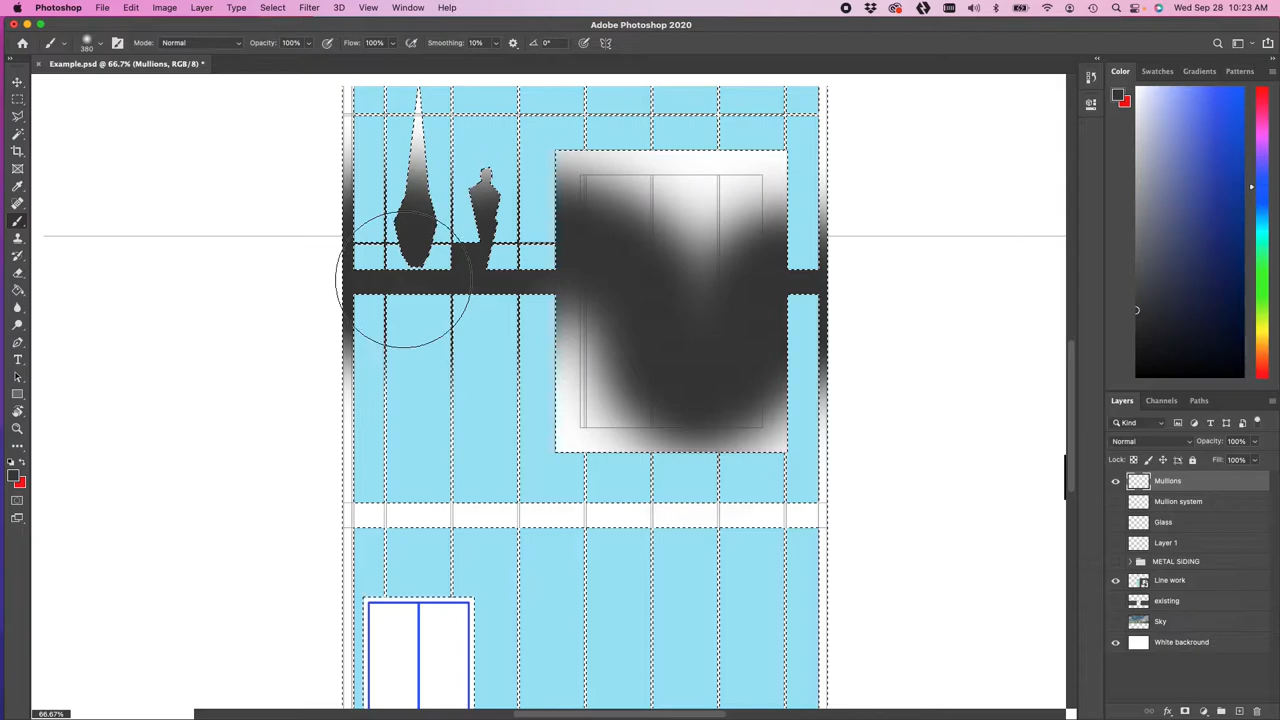 Photoshop File Edit Image Layer Type Select Filter 3D View Window Help Wed Sep 28 10:23 AM
Adobe Photoshop 2020
380 Mode: Normal Opacity: 100% Flow: 100% Smoothing: 10% 0°
Example.psd @ 66.7% (Mullions, RGB/8) *
Color Swatches Gradients Patterns
Layers Channels Paths
Kind
Normal Opacity: 100%
Lock: Fill: 100%
Mullions
Mullion system
Glass
Layer 1
METAL SIDING
Line work
existing
Sky
White backround
66.67%